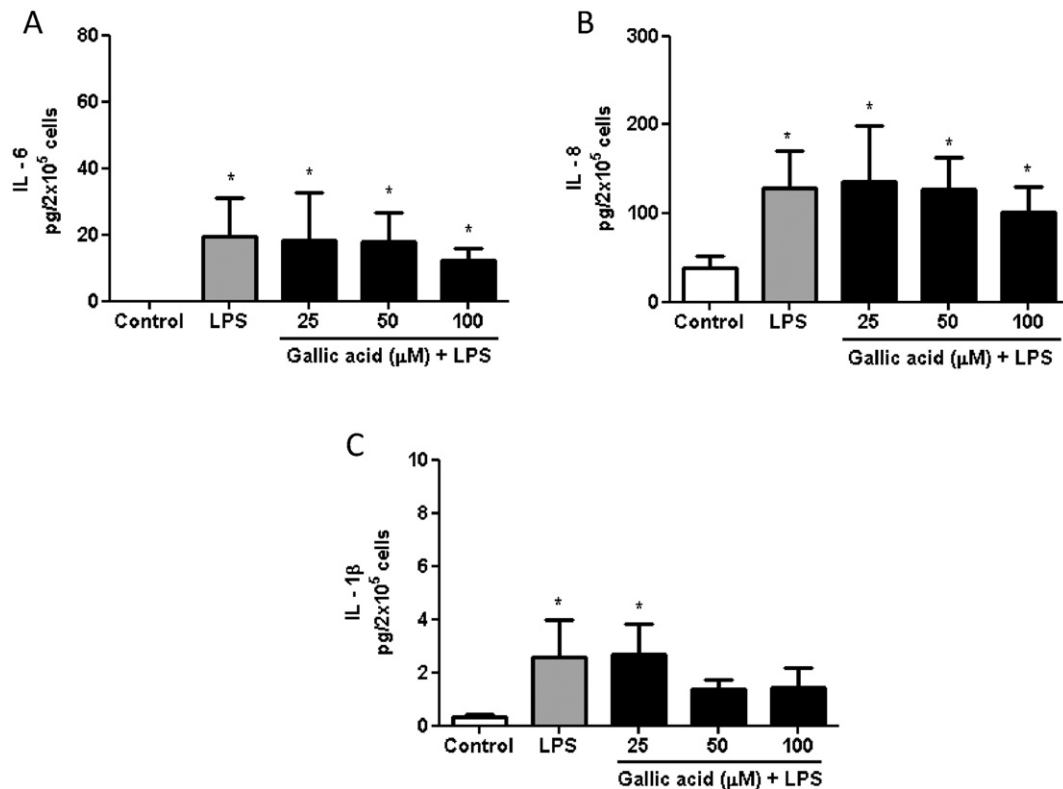 A
IL - 6
pg/2x10⁵ cells
80
60
40
20
0
* * * *
Control LPS 25 50 100
Gallic acid (μM) + LPS
B
IL - 8
pg/2x10⁵ cells
300
200
100
0
* * * *
Control LPS 25 50 100
Gallic acid (μM) + LPS
C
IL - 1β
pg/2x10⁵ cells
10
8
6
4
2
0
* *
Control LPS 25 50 100
Gallic acid (μM) + LPS